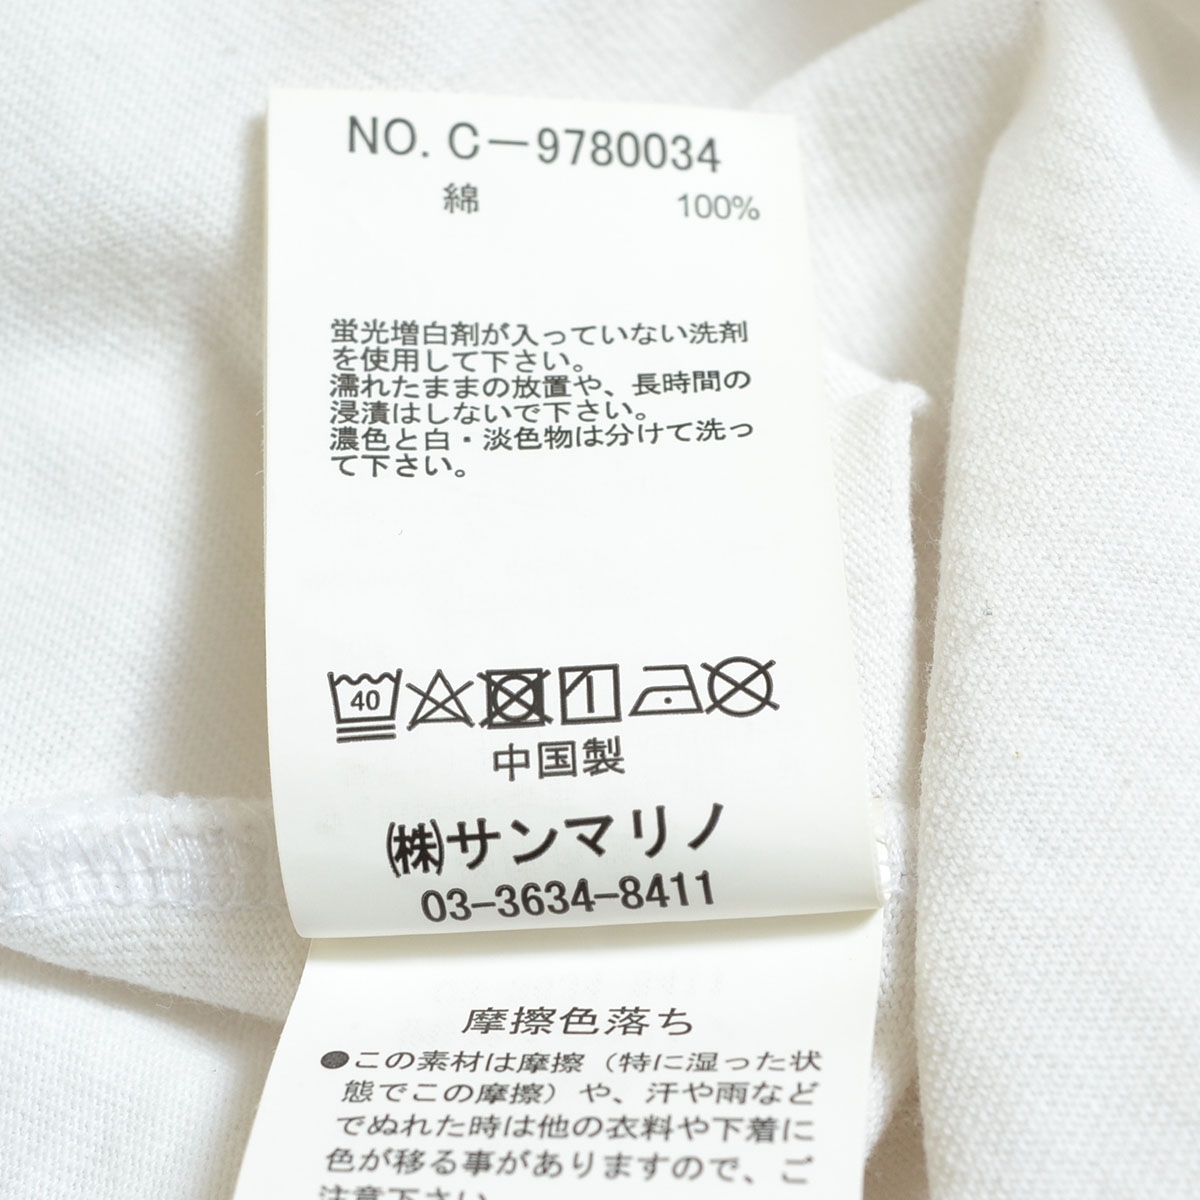 NO. C－9780034
綿 100%
蛍光増白剤が入っていない洗剤
を使用して下さい。
濡れたままの放置や、長時間の
浸漬はしないで下さい。
濃色と白・淡色物は分けて洗っ
て下さい。
40
中国製
㈱サンマリノ
03-3634-8411
摩擦色落ち
●この素材は摩擦（特に湿った状
態でこの摩擦）や、汗や雨など
でぬれた時は他の衣料や下着に
色が移る事がありますので、ご
注意下さい